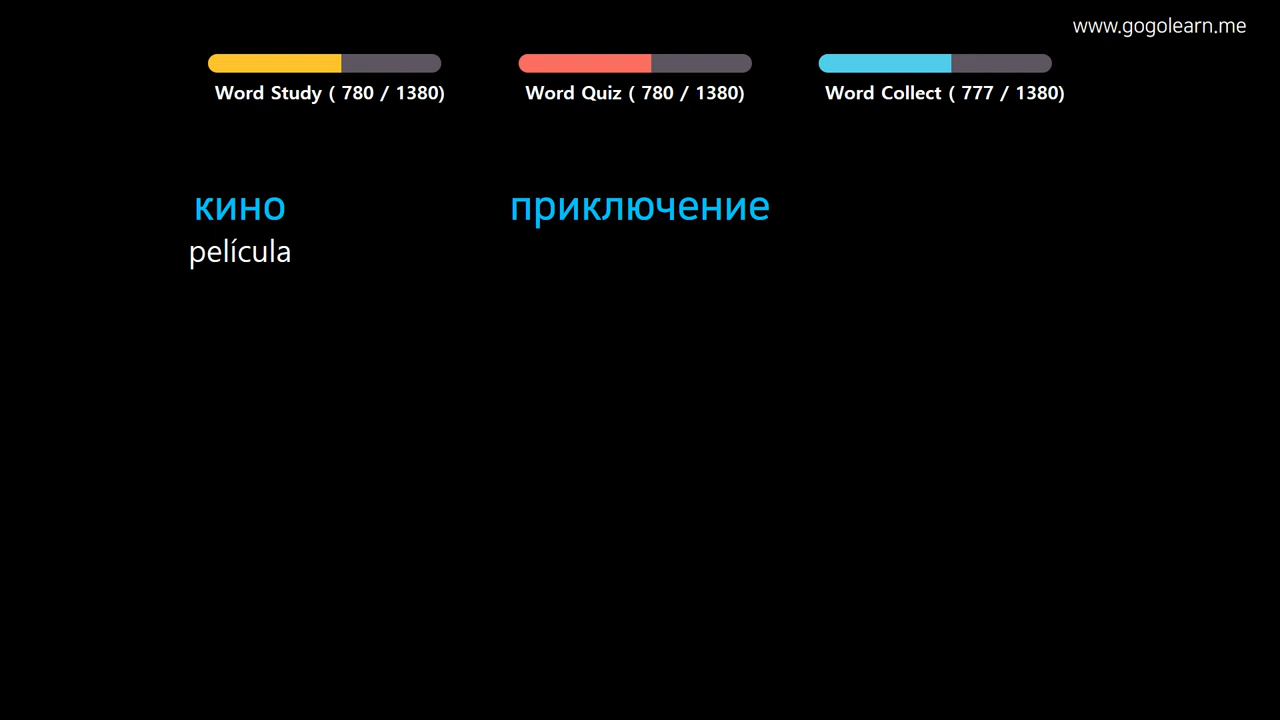 www.gogolearn.me
Word Study ( 780 / 1380)
Word Quiz ( 780 / 1380)
Word Collect ( 777 / 1380)
кино
приключение
película